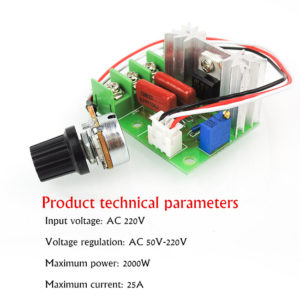 Product technical parameters
Input voltage: AC 220V
Voltage regulation: AC 50V-220V
Maximum power: 2000W
Maximum current: 25A